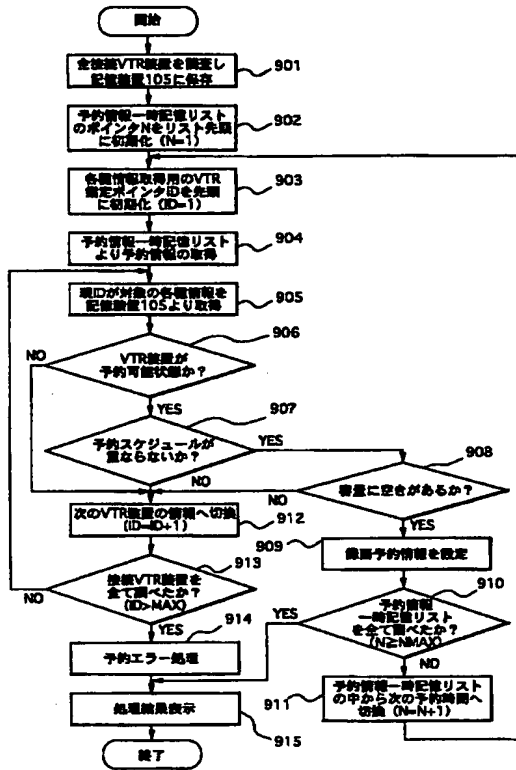 開始
全接続VTR装置を調査し
記憶装置105に保存
901
予約情報一時記憶リスト
のポインタNをリスト先頭
に初期化 (N=1)
902
各種情報取得用のVTR
指定ポインタIDを先頭
に初期化 (ID=1)
903
予約情報一時記憶リスト
より予約情報の取得
904
現IDが対象の各種情報を
記憶装置105より取得
905
906
VTR装置が
予約可能状態か?
NO
YES
907
予約スケジュールが
重ならないか?
YES
NO
908
容量に空きがあるか?
NO
YES
次のVTR装置の情報へ切換
(ID=ID+1)
912
909
録画予約情報を設定
913
接続VTR装置を
全て調べたか?
(ID>MAX)
NO
YES
910
予約情報
一時記憶リスト
を全て調べたか?
(N≧NMAX)
YES
NO
914
予約エラー処理
911
予約情報一時記憶リスト
の中から次の予約時間へ
切換 (N=N+1)
処理結果表示
915
終了